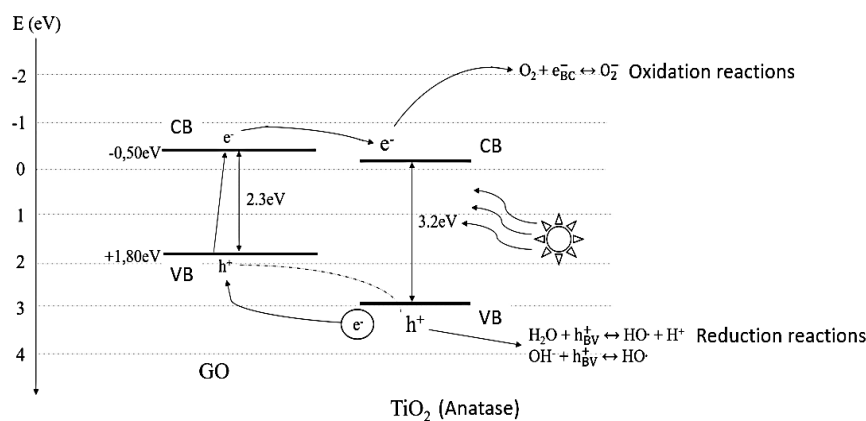 E (eV)
-2
-1
0
1
2
3
4
CB
e⁻
-0,50eV
2.3eV
+1,80eV
VB
h⁺
GO
e⁻
CB
3.2eV
e⁻
h⁺
VB
TiO₂ (Anatase)
O₂ + e⁻BC ↔ O₂⁻ Oxidation reactions
H₂O + h⁺BV ↔ HO· + H⁺ Reduction reactions
OH⁻ + h⁺BV ↔ HO·